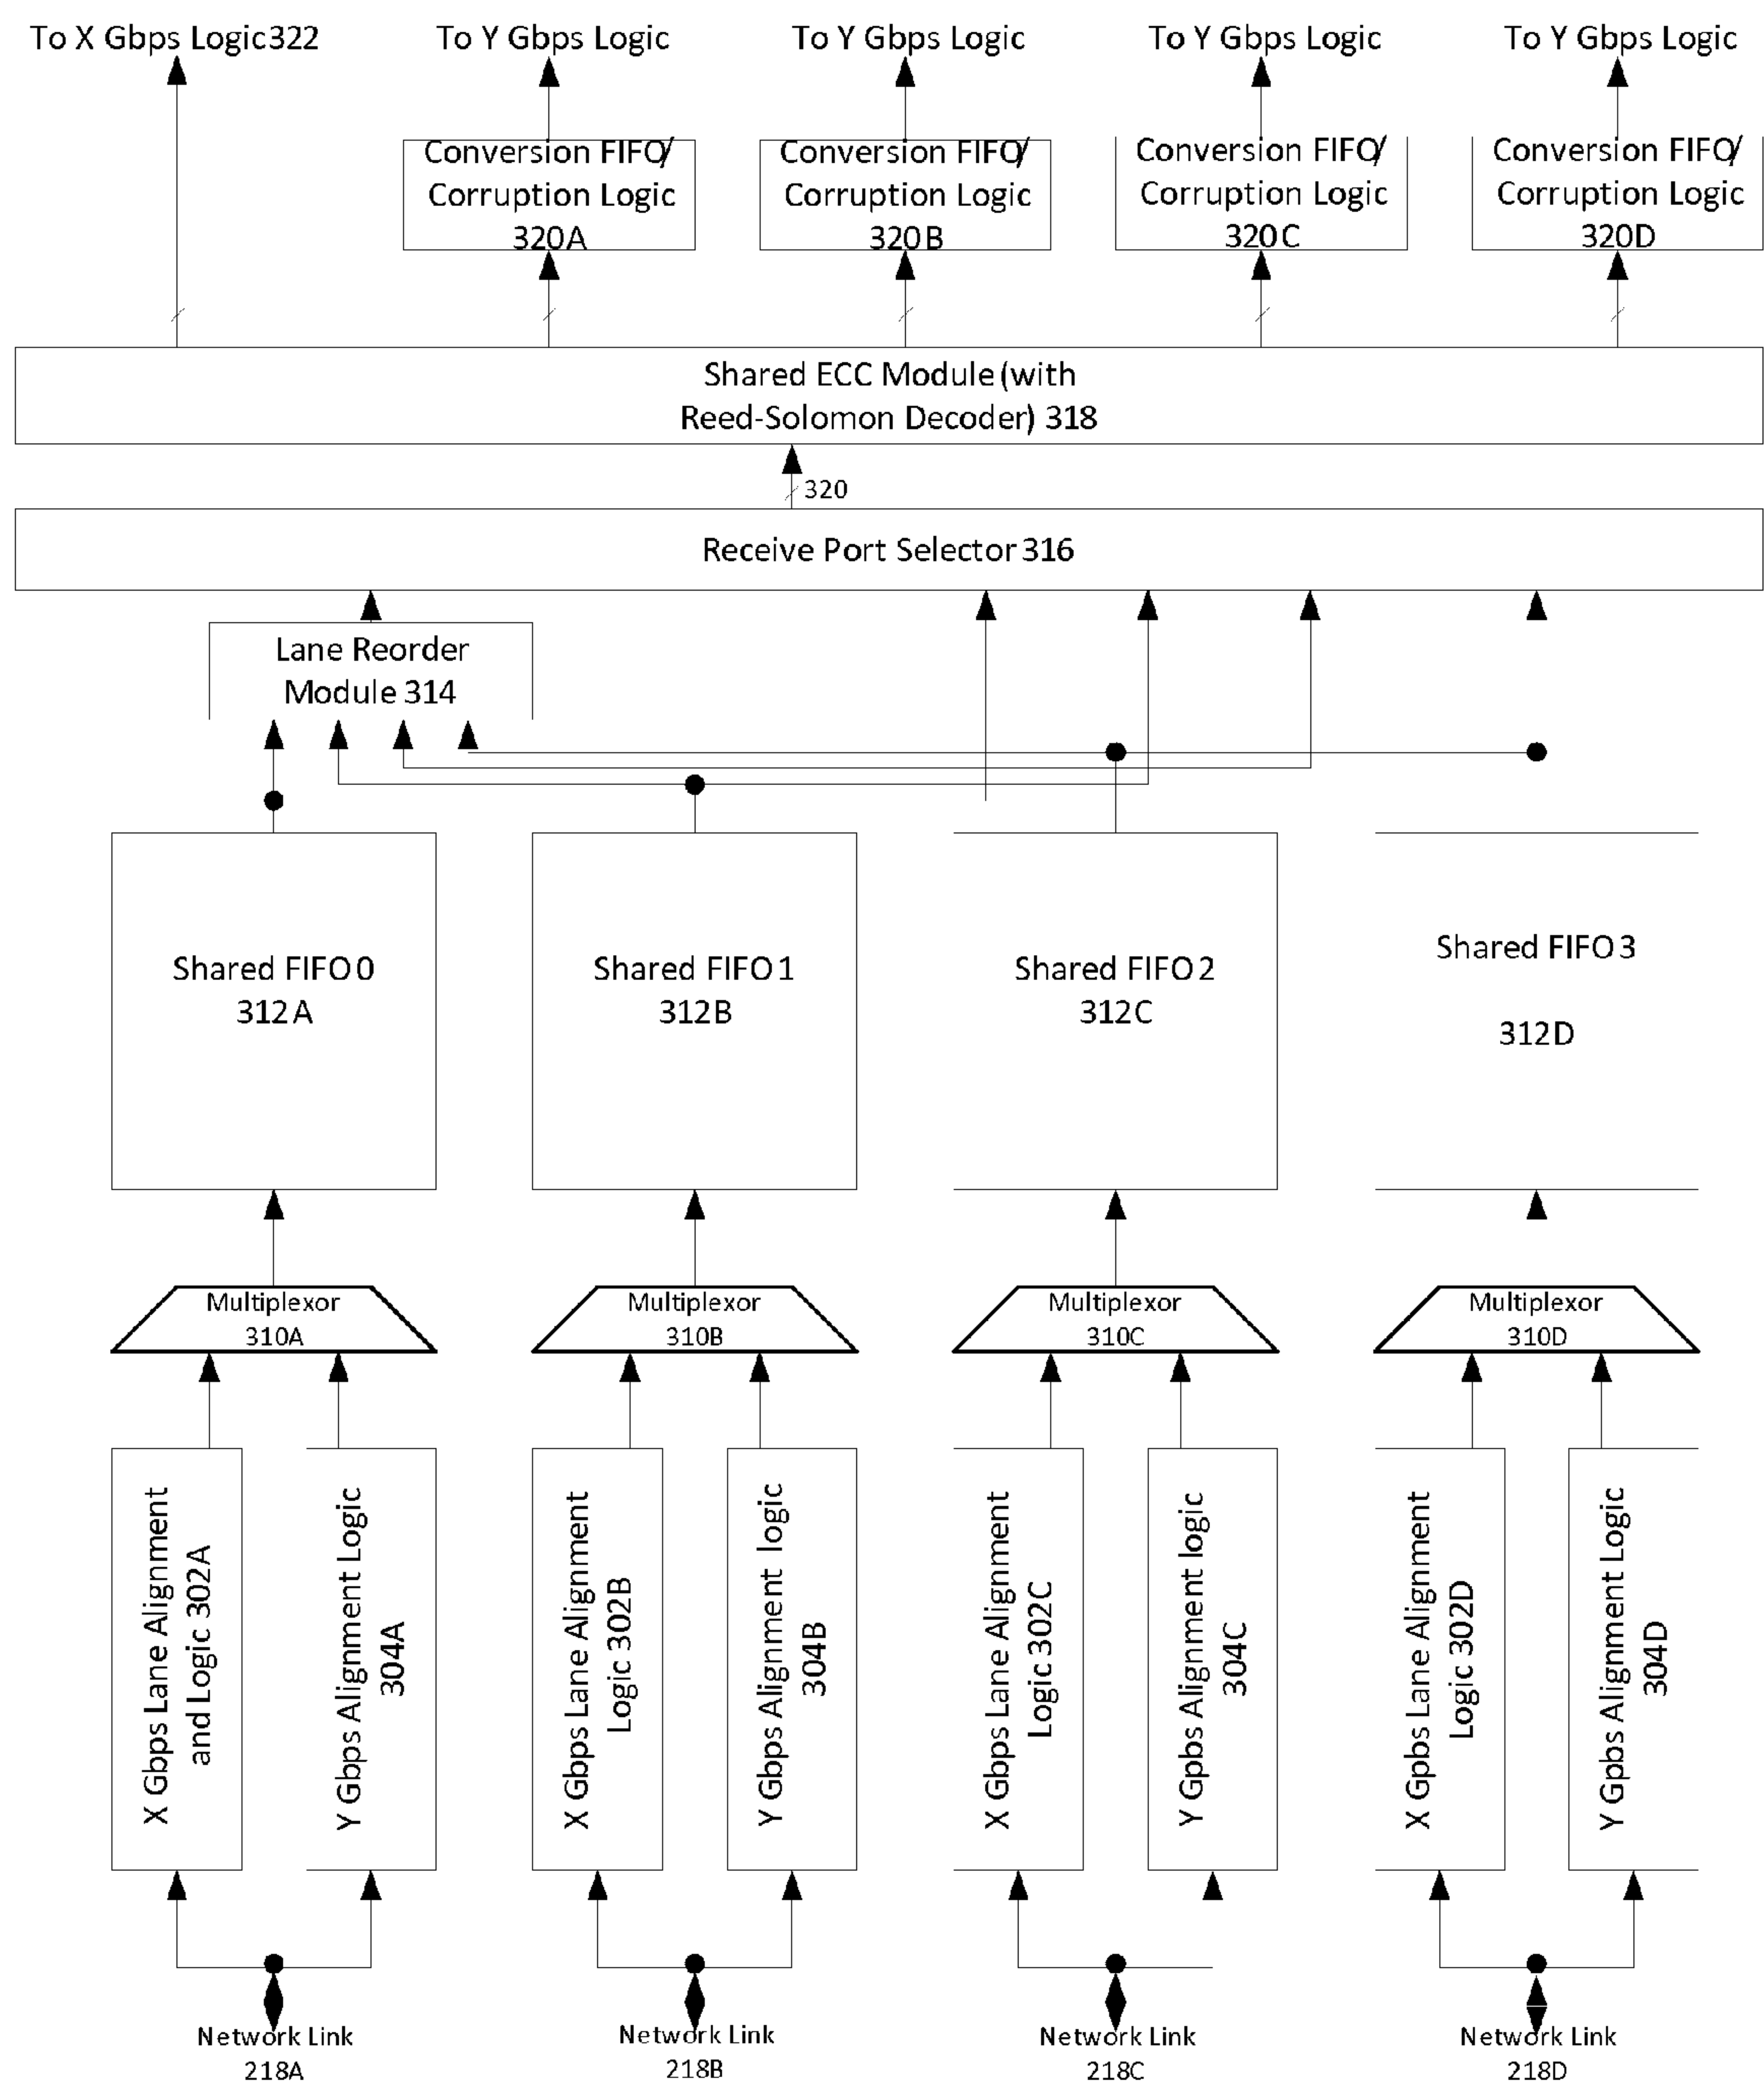 To X Gbps Logic 322
To Y Gbps Logic
To Y Gbps Logic
To Y Gbps Logic
To Y Gbps Logic
Conversion FIFO/
Corruption Logic
320A
Conversion FIFO/
Corruption Logic
320B
Conversion FIFO/
Corruption Logic
320C
Conversion FIFO/
Corruption Logic
320D
Shared ECC Module (with
Reed-Solomon Decoder) 318
320
Receive Port Selector 316
Lane Reorder
Module 314
Shared FIFO 0
312A
Shared FIFO 1
312B
Shared FIFO 2
312C
Shared FIFO 3
312D
Multiplexor
310A
Multiplexor
310B
Multiplexor
310C
Multiplexor
310D
X Gbps Lane Alignment
and Logic 302A
Y Gbps Alignment Logic
304A
X Gbps Lane Alignment
Logic 302B
Y Gbps Alignment logic
304B
X Gbps Lane Alignment
Logic 302C
Y Gpbs Alignment logic
304C
X Gpbs Lane Alignment
Logic 302D
Y Gpbs Alignment Logic
304D
Network Link
218A
Network Link
218B
Network Link
218C
Network Link
218D